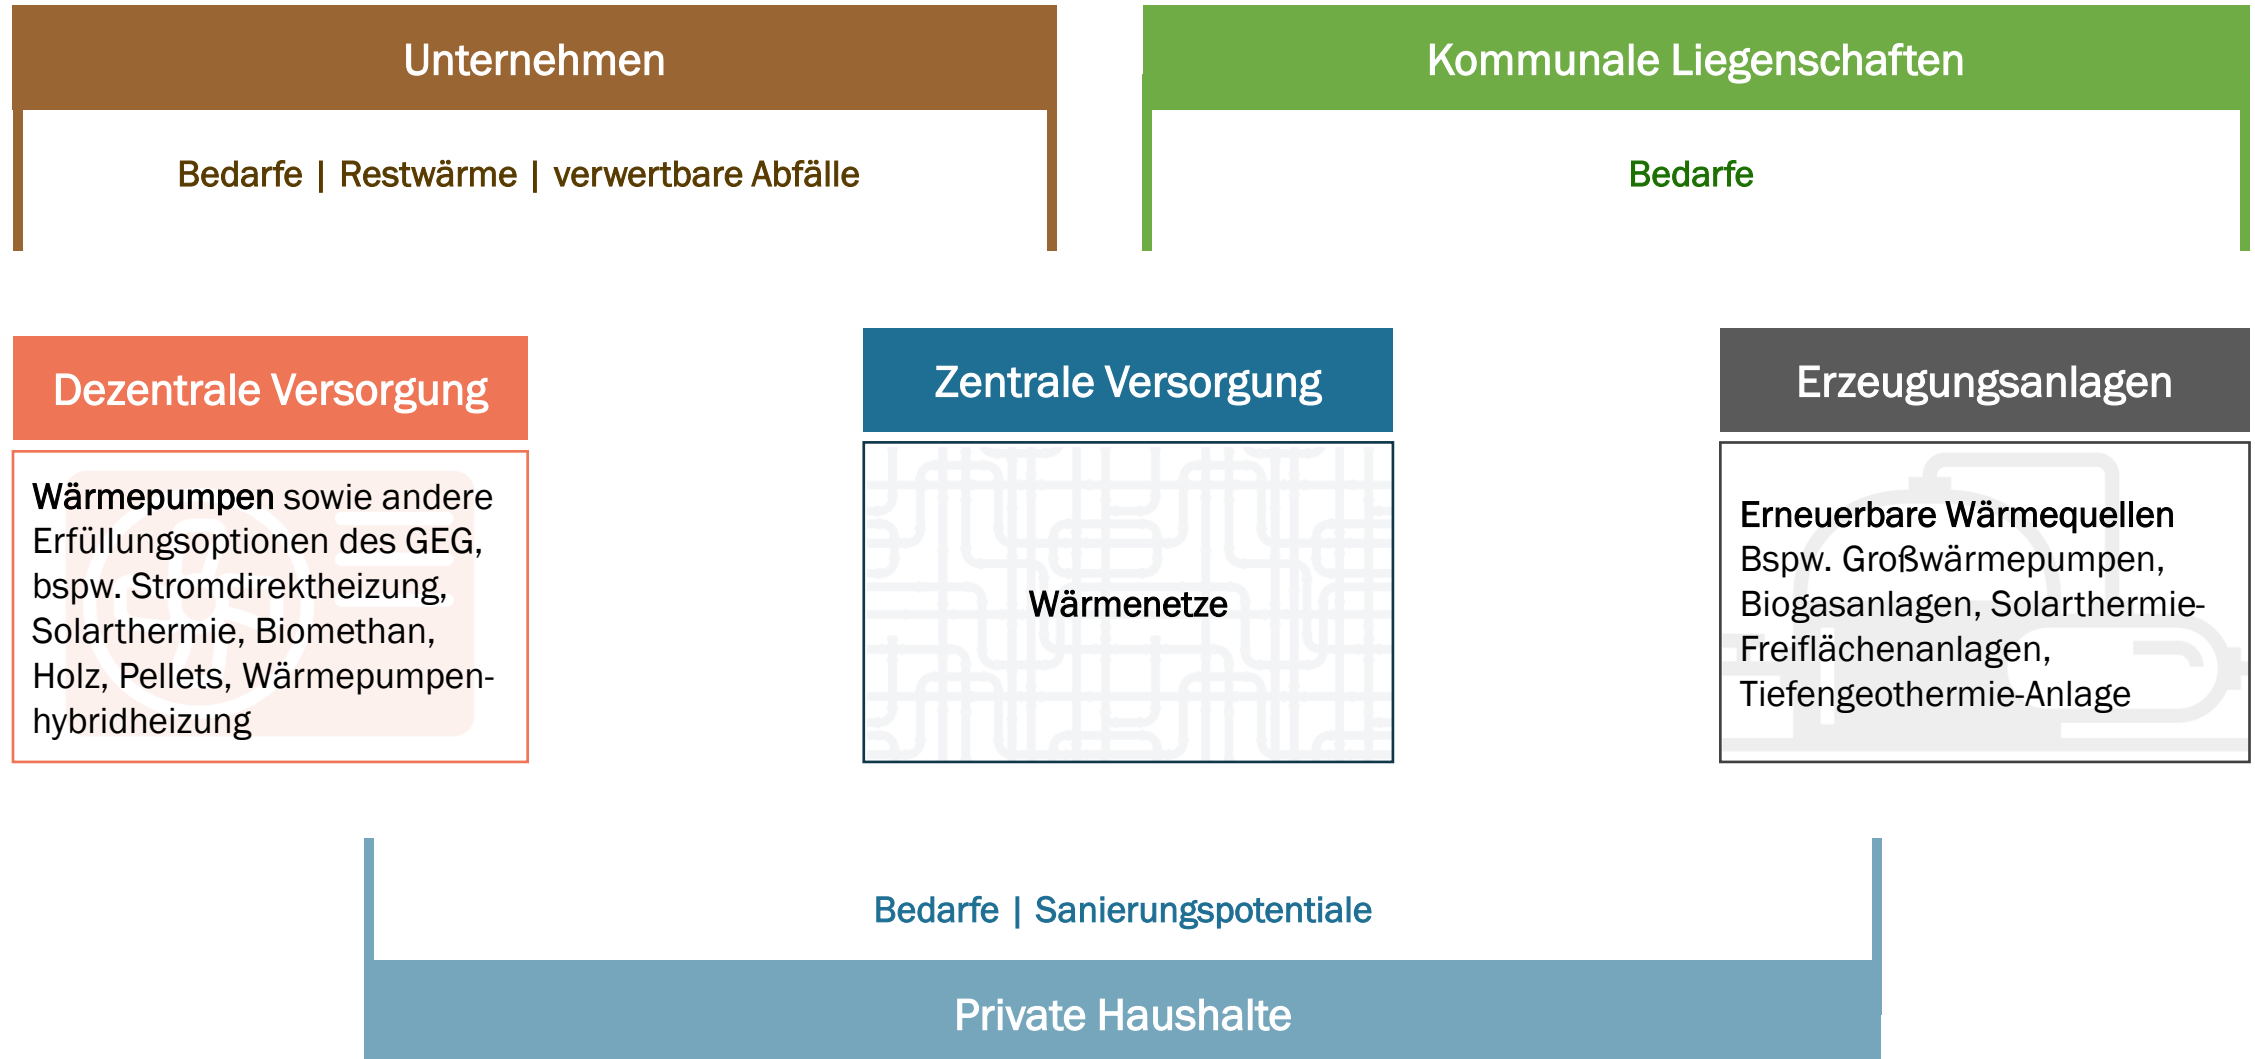 Unternehmen
Bedarfe | Restwärme | verwertbare Abfälle
Kommunale Liegenschaften
Bedarfe
Dezentrale Versorgung
Wärmepumpen sowie andere
Erfüllungsoptionen des GEG,
bspw. Stromdirektheizung,
Solarthermie, Biomethan,
Holz, Pellets, Wärmepumpen-
hybridheizung
Zentrale Versorgung
Wärmenetze
Erzeugungsanlagen
Erneuerbare Wärmequellen
Bspw. Großwärmepumpen,
Biogasanlagen, Solarthermie-
Freiflächenanlagen,
Tiefengeothermie-Anlage
Bedarfe | Sanierungspotentiale
Private Haushalte